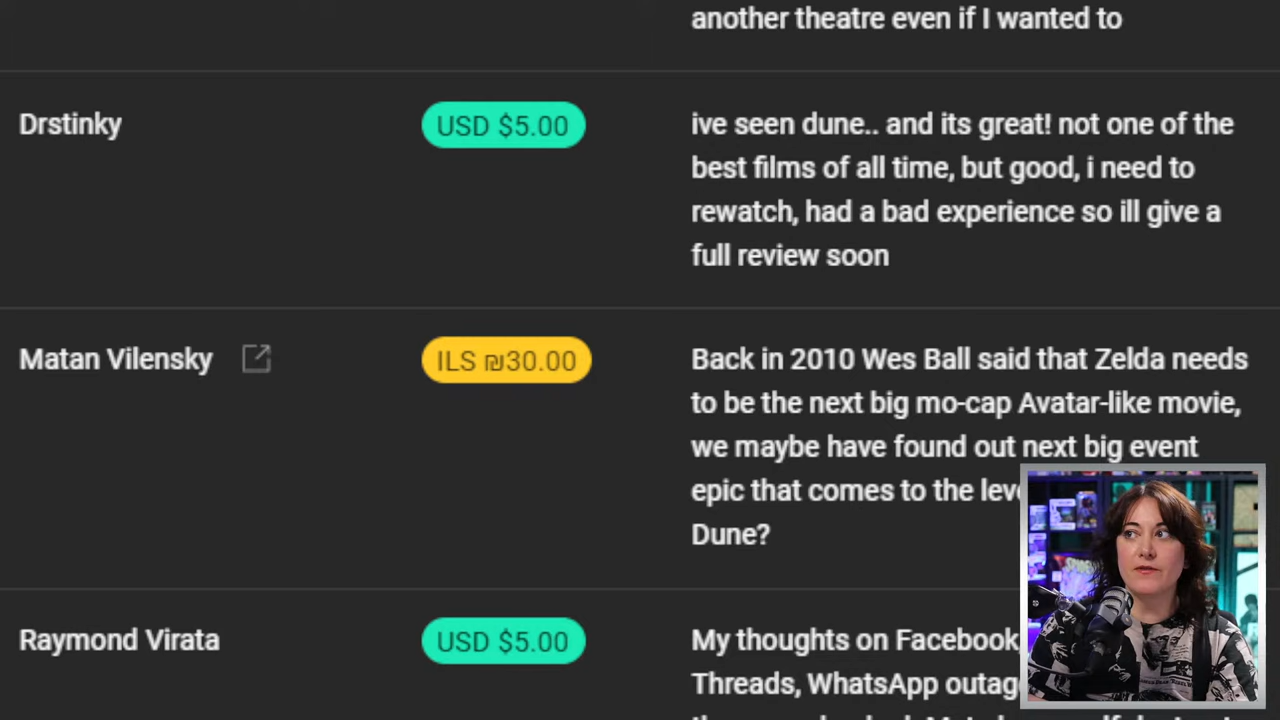 another theatre even if I wanted to
Drstinky
USD $5.00
ive seen dune.. and its great! not one of the
best films of all time, but good, i need to
rewatch, had a bad experience so ill give a
full review soon
Matan Vilensky
ILS ₪30.00
Back in 2010 Wes Ball said that Zelda needs
to be the next big mo-cap Avatar-like movie,
we maybe have found out next big event
epic that comes to the
Dune?
Raymond Virata
USD $5.00
My thoughts on Facebook,
Threads, WhatsApp